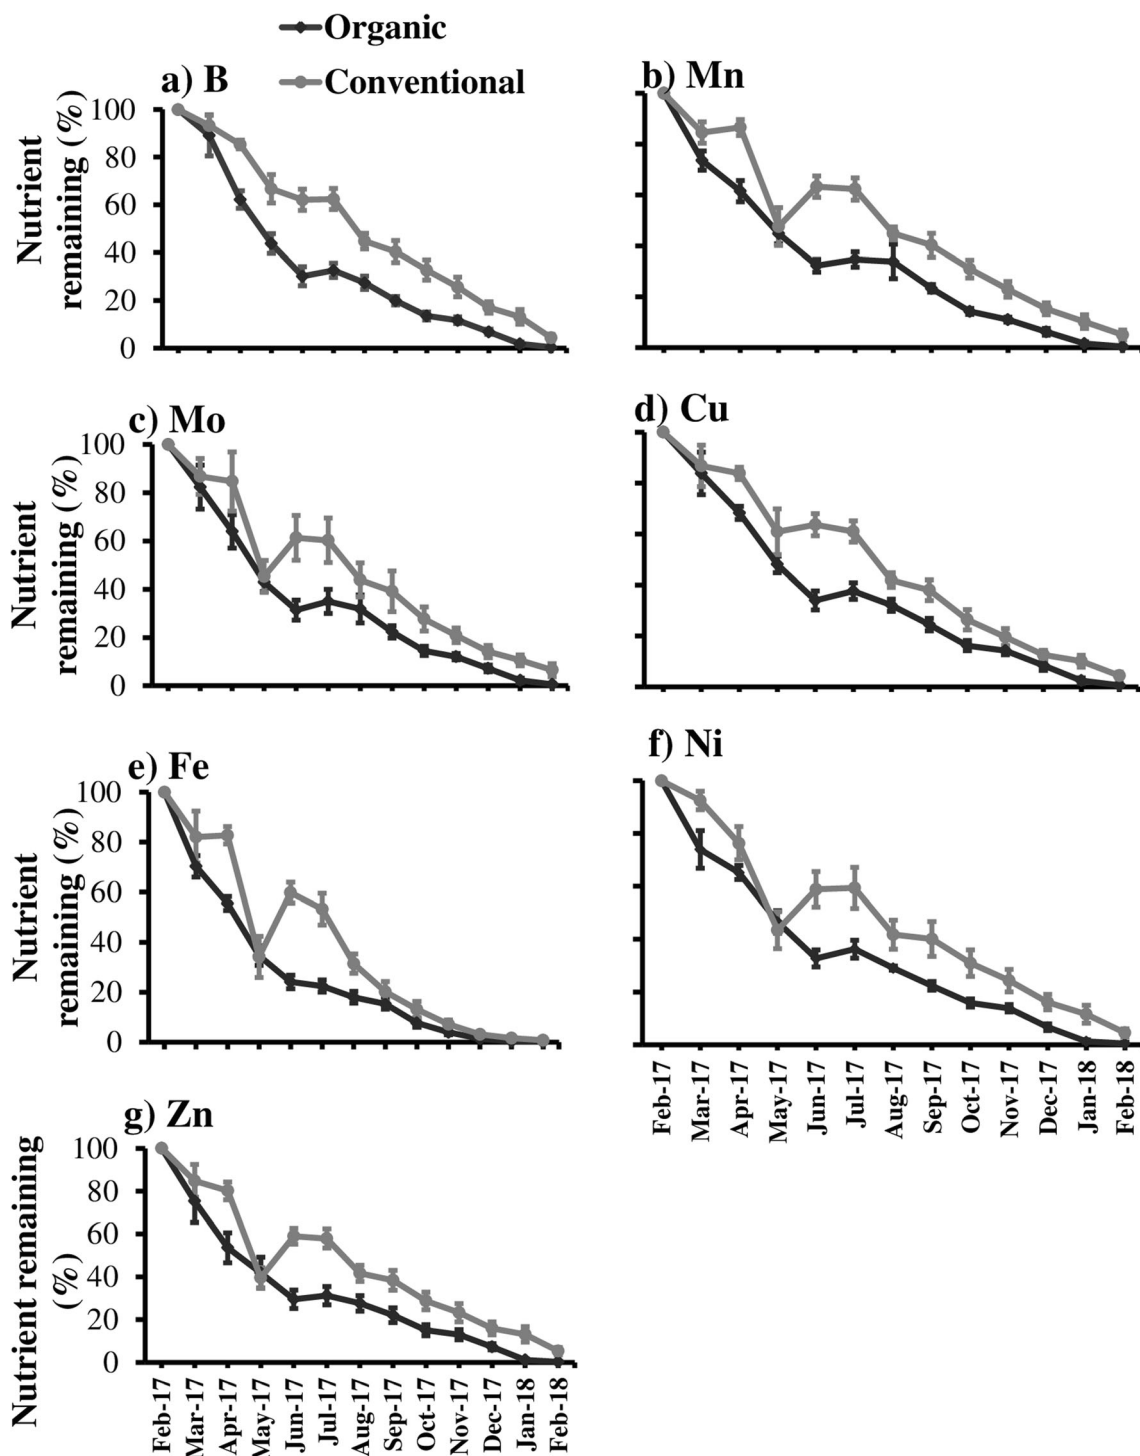 Organic
Conventional
a) B
b) Mn
Nutrient
remaining (%)
100
80
60
40
20
0
c) Mo
d) Cu
Nutrient
remaining (%)
100
80
60
40
20
0
e) Fe
f) Ni
Nutrient
remaining (%)
100
80
60
40
20
0
Feb-17
Mar-17
Apr-17
May-17
Jun-17
Jul-17
Aug-17
Sep-17
Oct-17
Nov-17
Dec-17
Jan-18
Feb-18
g) Zn
Nutrient remaining
(%)
100
80
60
40
20
0
Feb-17
Mar-17
Apr-17
May-17
Jun-17
Jul-17
Aug-17
Sep-17
Oct-17
Nov-17
Dec-17
Jan-18
Feb-18